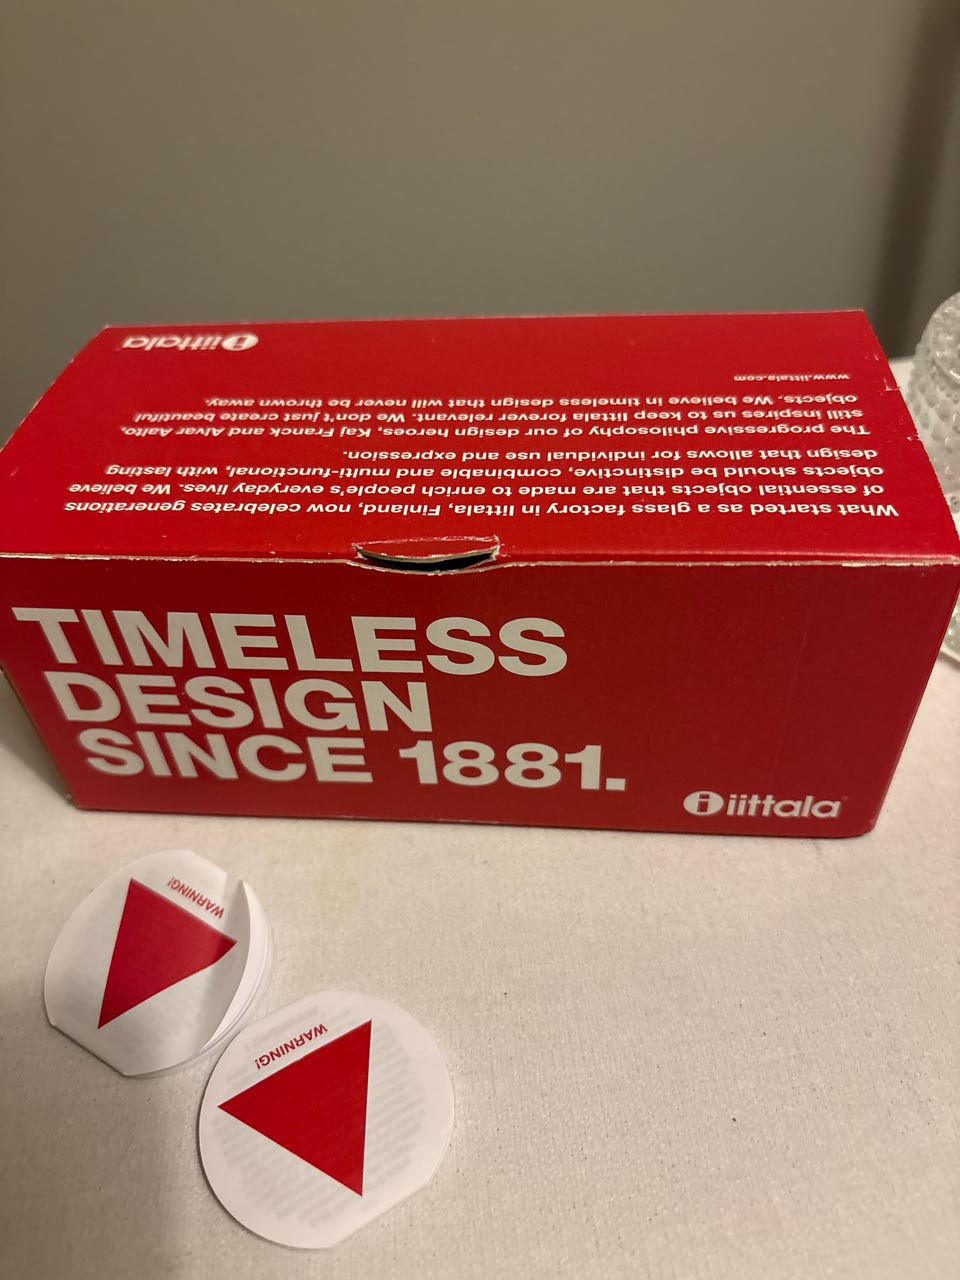 What started as a glass factory in Iittala, Finland, now celebrates generations
of essential objects that are made to enrich people's everyday lives. We believe
objects should be distinctive, combinable and multi-functional, with lasting
design that allows for individual use and expression.
The progressive philosophy of our design heroes, Kaj Franck and Alvar Aalto,
still inspires us to keep Iittala forever relevant. We don't just create beautiful
objects. We believe in timeless design that will never be thrown away.
www.iittala.com
i iittala
TIMELESS
DESIGN
SINCE 1881.
i iittala
WARNING!
WARNING!